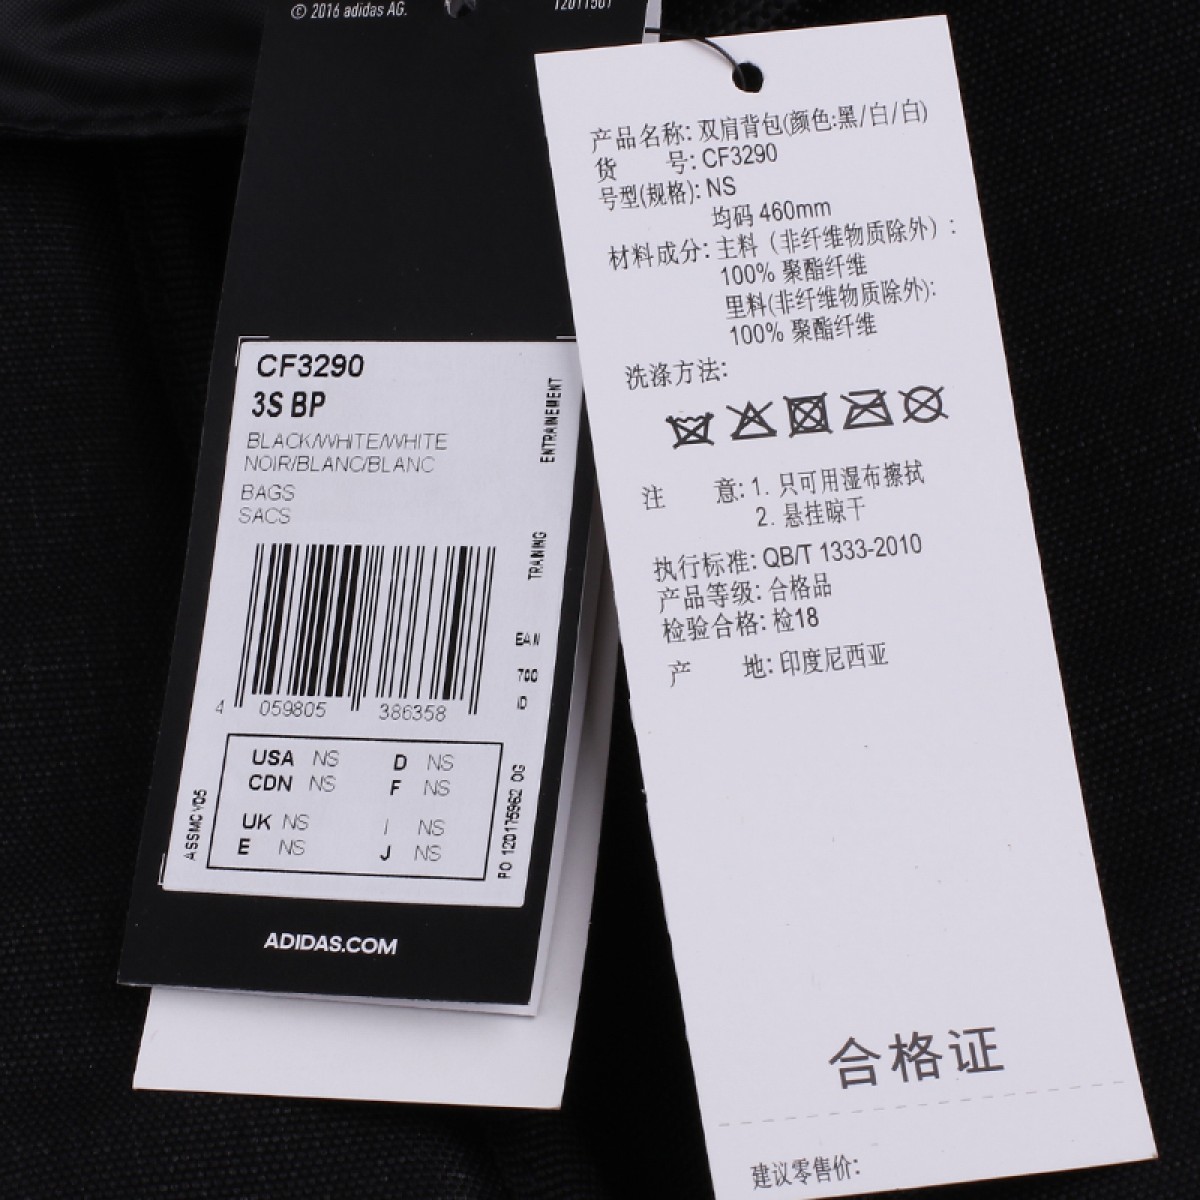 © 2016 adidas AG.
CF3290
3S BP
BLACK/WHITE/WHITE
NOIR/BLANC/BLANC
BAGS
SACS
ENTRAINEMENT
TRAINING
EAN
700
ID
4 059805 386358
USA NS D NS
CDN NS F NS
UK NS I NS
E NS J NS
ADIDAS.COM
产品名称: 双肩背包(颜色:黑/白/白)
货 号: CF3290
号型(规格): NS
均码 460mm
材料成分: 主料（非纤维物质除外）:
100% 聚酯纤维
里料(非纤维物质除外):
100% 聚酯纤维
洗涤方法:
注 意: 1. 只可用湿布擦拭
2. 悬挂晾干
执行标准: QB/T 1333-2010
产品等级: 合格品
检验合格: 检18
产 地: 印度尼西亚
合格证
建议零售价: